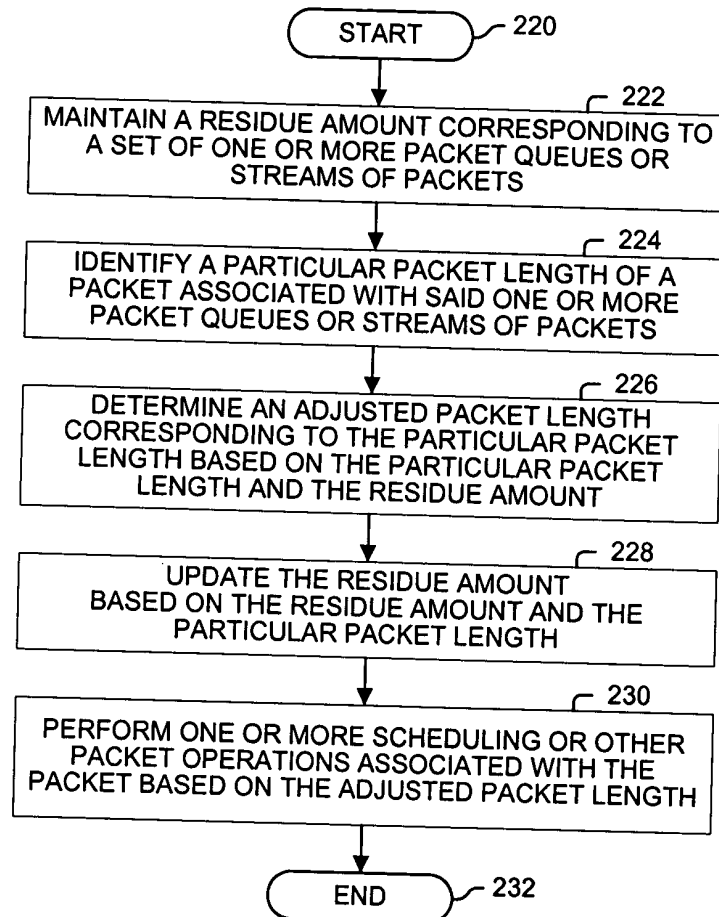 START
220
222
MAINTAIN A RESIDUE AMOUNT CORRESPONDING TO
A SET OF ONE OR MORE PACKET QUEUES OR
STREAMS OF PACKETS
224
IDENTIFY A PARTICULAR PACKET LENGTH OF A
PACKET ASSOCIATED WITH SAID ONE OR MORE
PACKET QUEUES OR STREAMS OF PACKETS
226
DETERMINE AN ADJUSTED PACKET LENGTH
CORRESPONDING TO THE PARTICULAR PACKET
LENGTH BASED ON THE PARTICULAR PACKET
LENGTH AND THE RESIDUE AMOUNT
228
UPDATE THE RESIDUE AMOUNT
BASED ON THE RESIDUE AMOUNT AND THE
PARTICULAR PACKET LENGTH
230
PERFORM ONE OR MORE SCHEDULING OR OTHER
PACKET OPERATIONS ASSOCIATED WITH THE
PACKET BASED ON THE ADJUSTED PACKET LENGTH
END
232